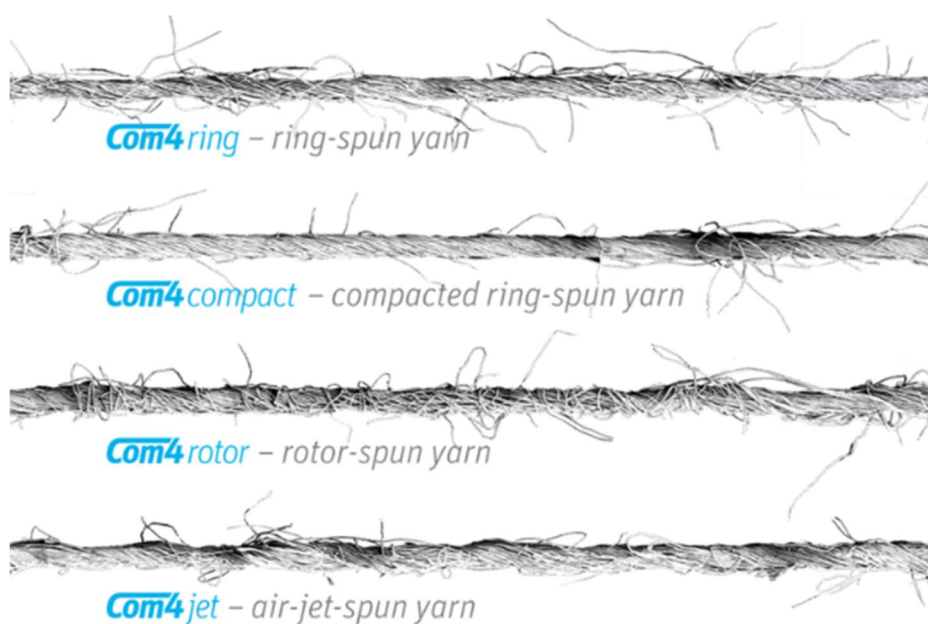 Com4ring – ring-spun yarn
Com4compact – compacted ring-spun yarn
Com4rotor – rotor-spun yarn
Com4jet – air-jet-spun yarn